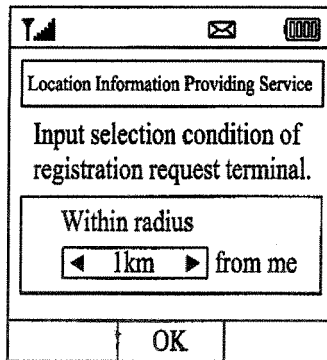 Location Information Providing Service
Input selection condition of
registration request terminal.
Within radius
◀ 1km ▶ from me
OK